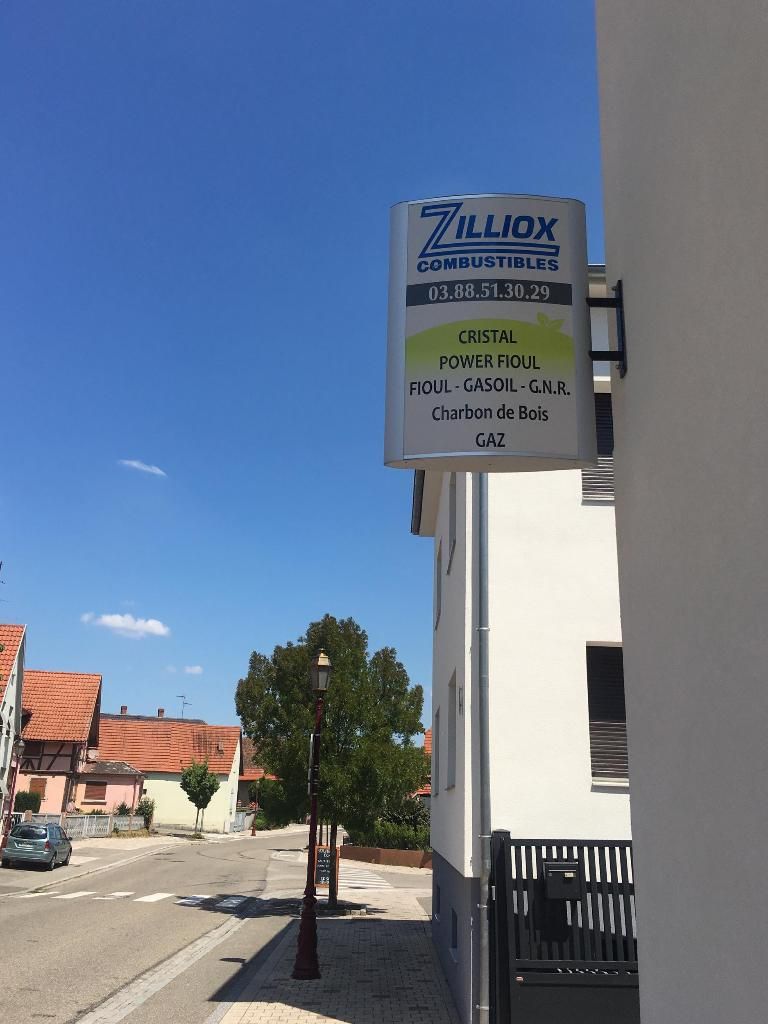 ZILLIOX
COMBUSTIBLES
03.88.51.30.29
CRISTAL
POWER FIOUL
FIOUL - GASOIL - G.N.R.
Charbon de Bois
GAZ